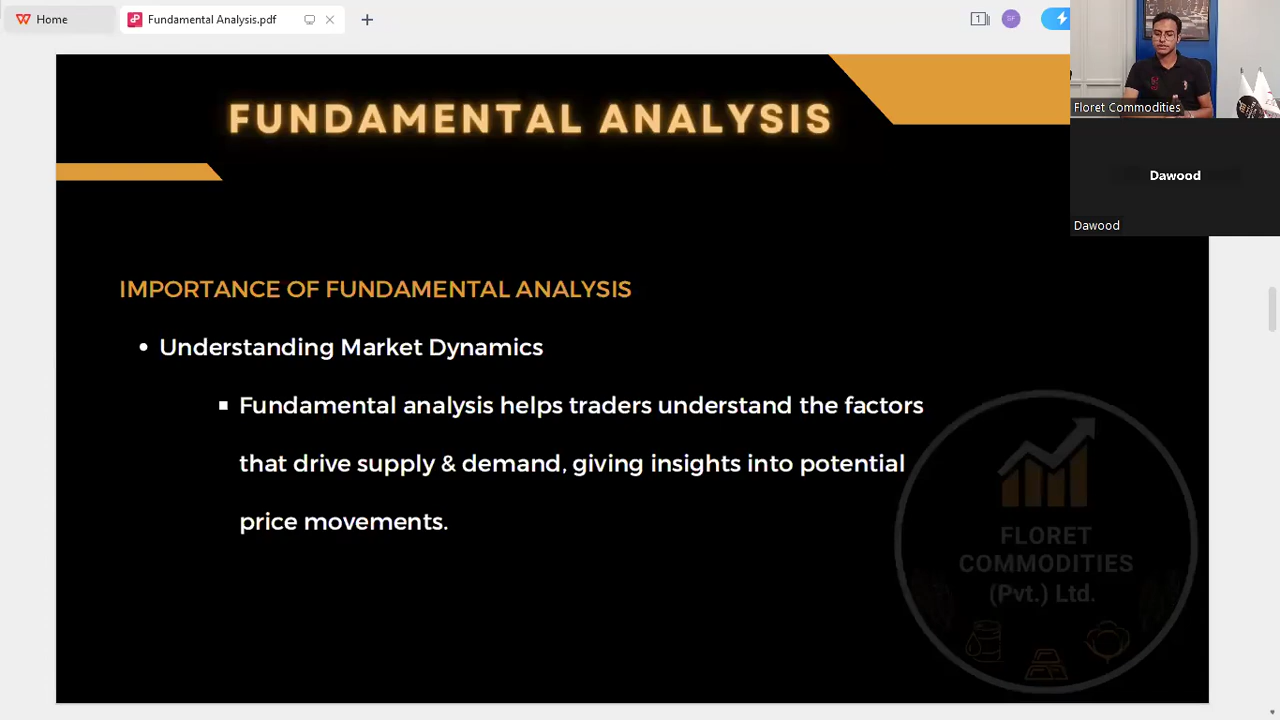 Home
Fundamental Analysis.pdf
1
SF
Floret Commodities
Dawood
Dawood
FUNDAMENTAL ANALYSIS
IMPORTANCE OF FUNDAMENTAL ANALYSIS
• Understanding Market Dynamics
▪ Fundamental analysis helps traders understand the factors
that drive supply & demand, giving insights into potential
price movements.
FLORET
COMMODITIES
(Pvt.) Ltd.